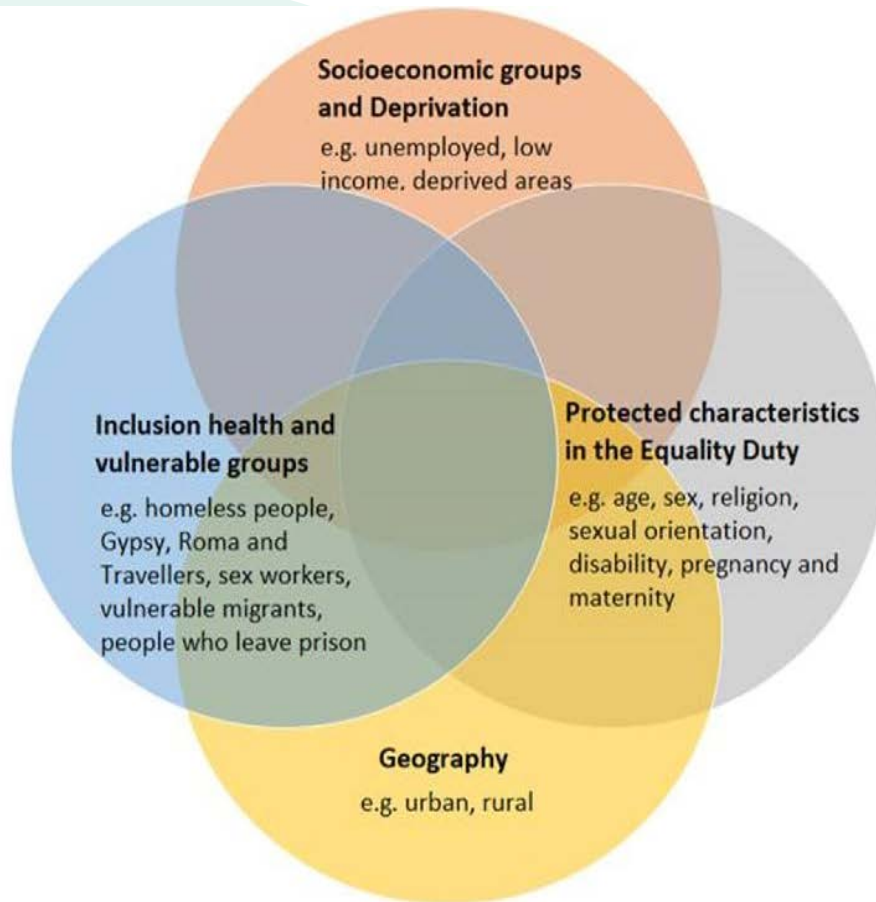 Socioeconomic groups
and Deprivation
e.g. unemployed, low
income, deprived areas
Inclusion health and
vulnerable groups
e.g. homeless people,
Gypsy, Roma and
Travellers, sex workers,
vulnerable migrants,
people who leave prison
Protected characteristics
in the Equality Duty
e.g. age, sex, religion,
sexual orientation,
disability, pregnancy and
maternity
Geography
e.g. urban, rural